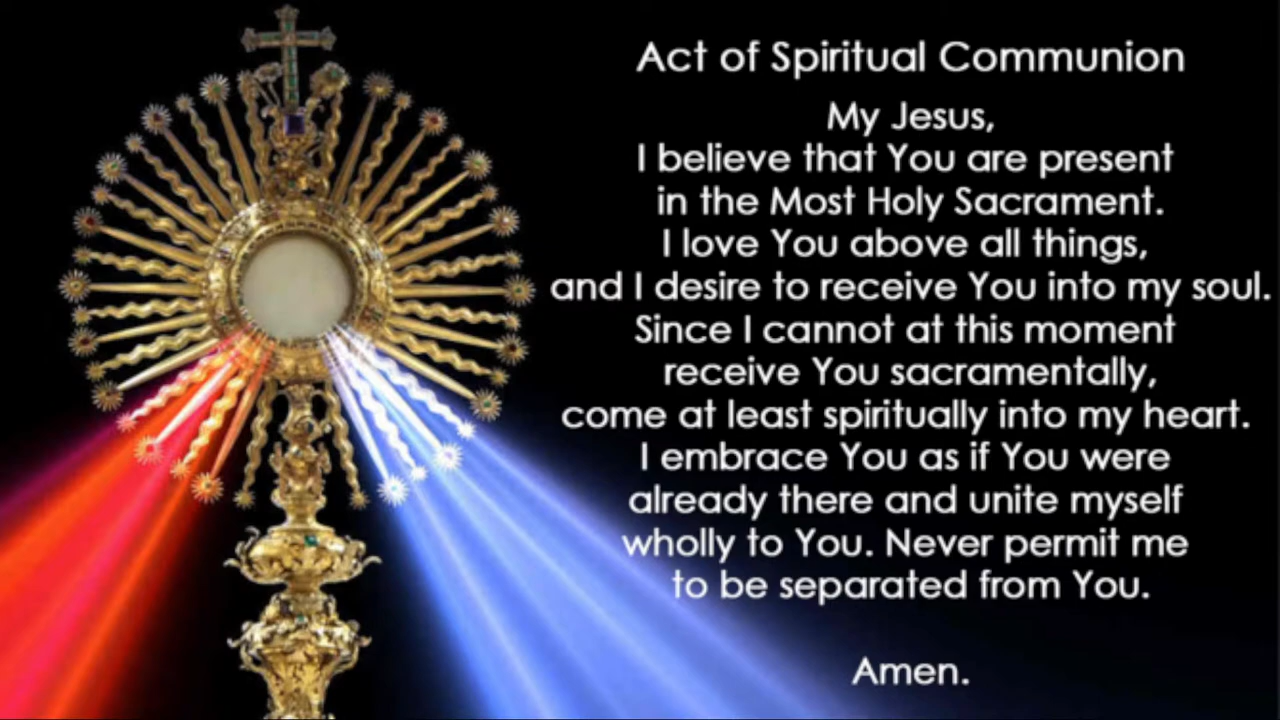 Act of Spiritual Communion
My Jesus,
I believe that You are present
in the Most Holy Sacrament.
I love You above all things,
and I desire to receive You into my soul.
Since I cannot at this moment
receive You sacramentally,
come at least spiritually into my heart.
I embrace You as if You were
already there and unite myself
wholly to You. Never permit me
to be separated from You.
Amen.